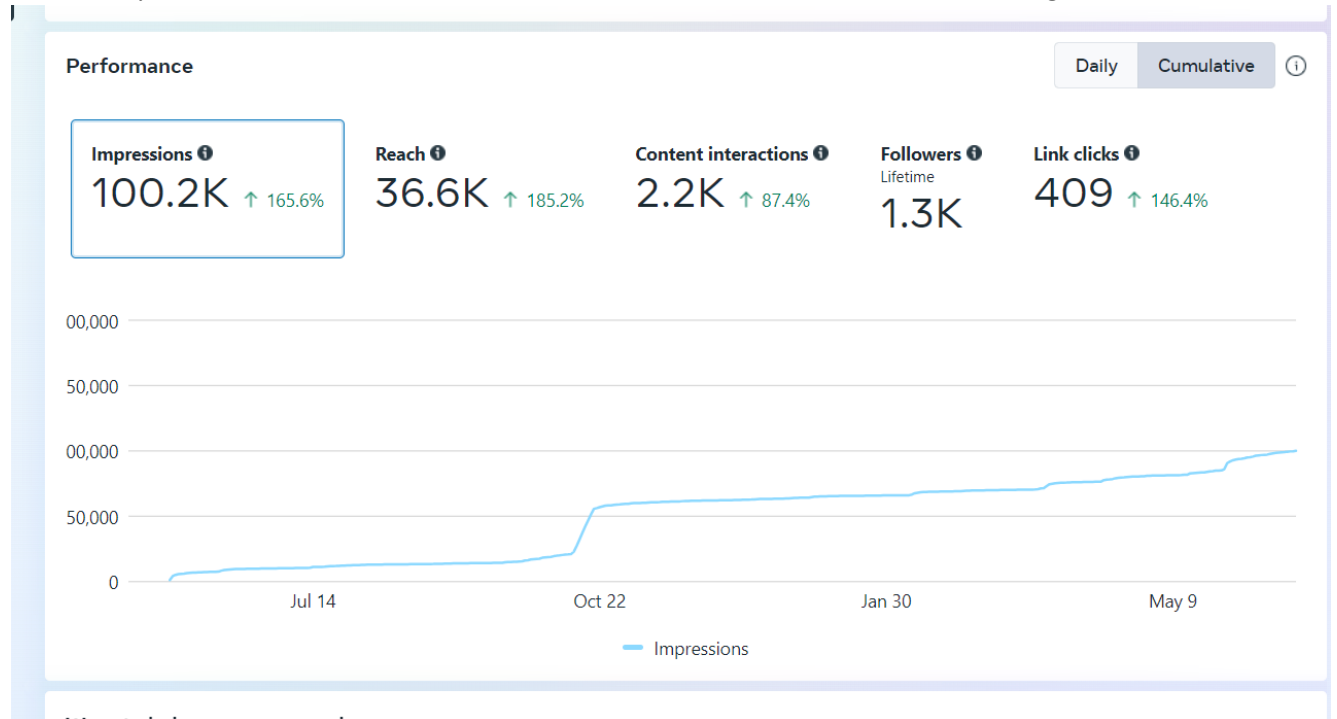 Performance
Daily Cumulative
Impressions
100.2K ↑ 165.6%
Reach
36.6K ↑ 185.2%
Content interactions
2.2K ↑ 87.4%
Followers
Lifetime
1.3K
Link clicks
409 ↑ 146.4%
00,000
50,000
00,000
50,000
0
Jul 14 Oct 22 Jan 30 May 9
Impressions